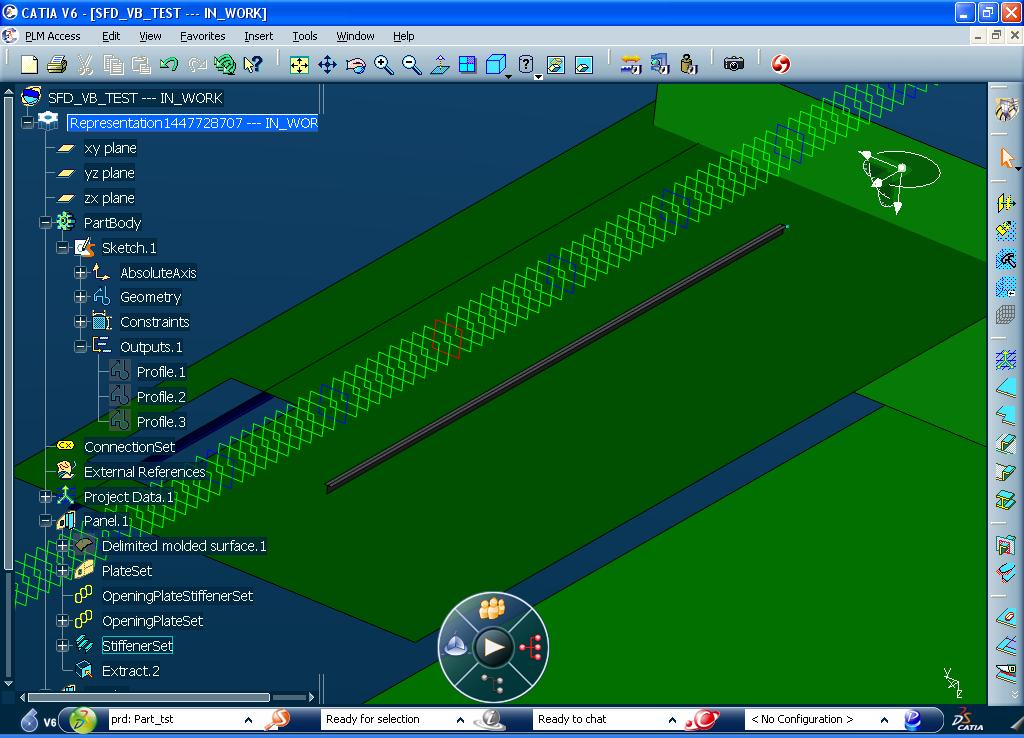 CATIA V6 - [SFD_VB_TEST --- IN_WORK]
PLM Access Edit View Favorites Insert Tools Window Help
SFD_VB_TEST --- IN_WORK
Representation1447728707 --- IN_WOR
xy plane
yz plane
zx plane
PartBody
Sketch.1
AbsoluteAxis
Geometry
Constraints
Outputs.1
Profile.1
Profile.2
Profile.3
ConnectionSet
External References
Project Data.1
Panel.1
Delimited molded surface.1
PlateSet
OpeningPlateStiffenerSet
OpeningPlateSet
StiffenerSet
Extract.2
V6 prd: Part_tst Ready for selection Ready to chat < No Configuration > CATIA